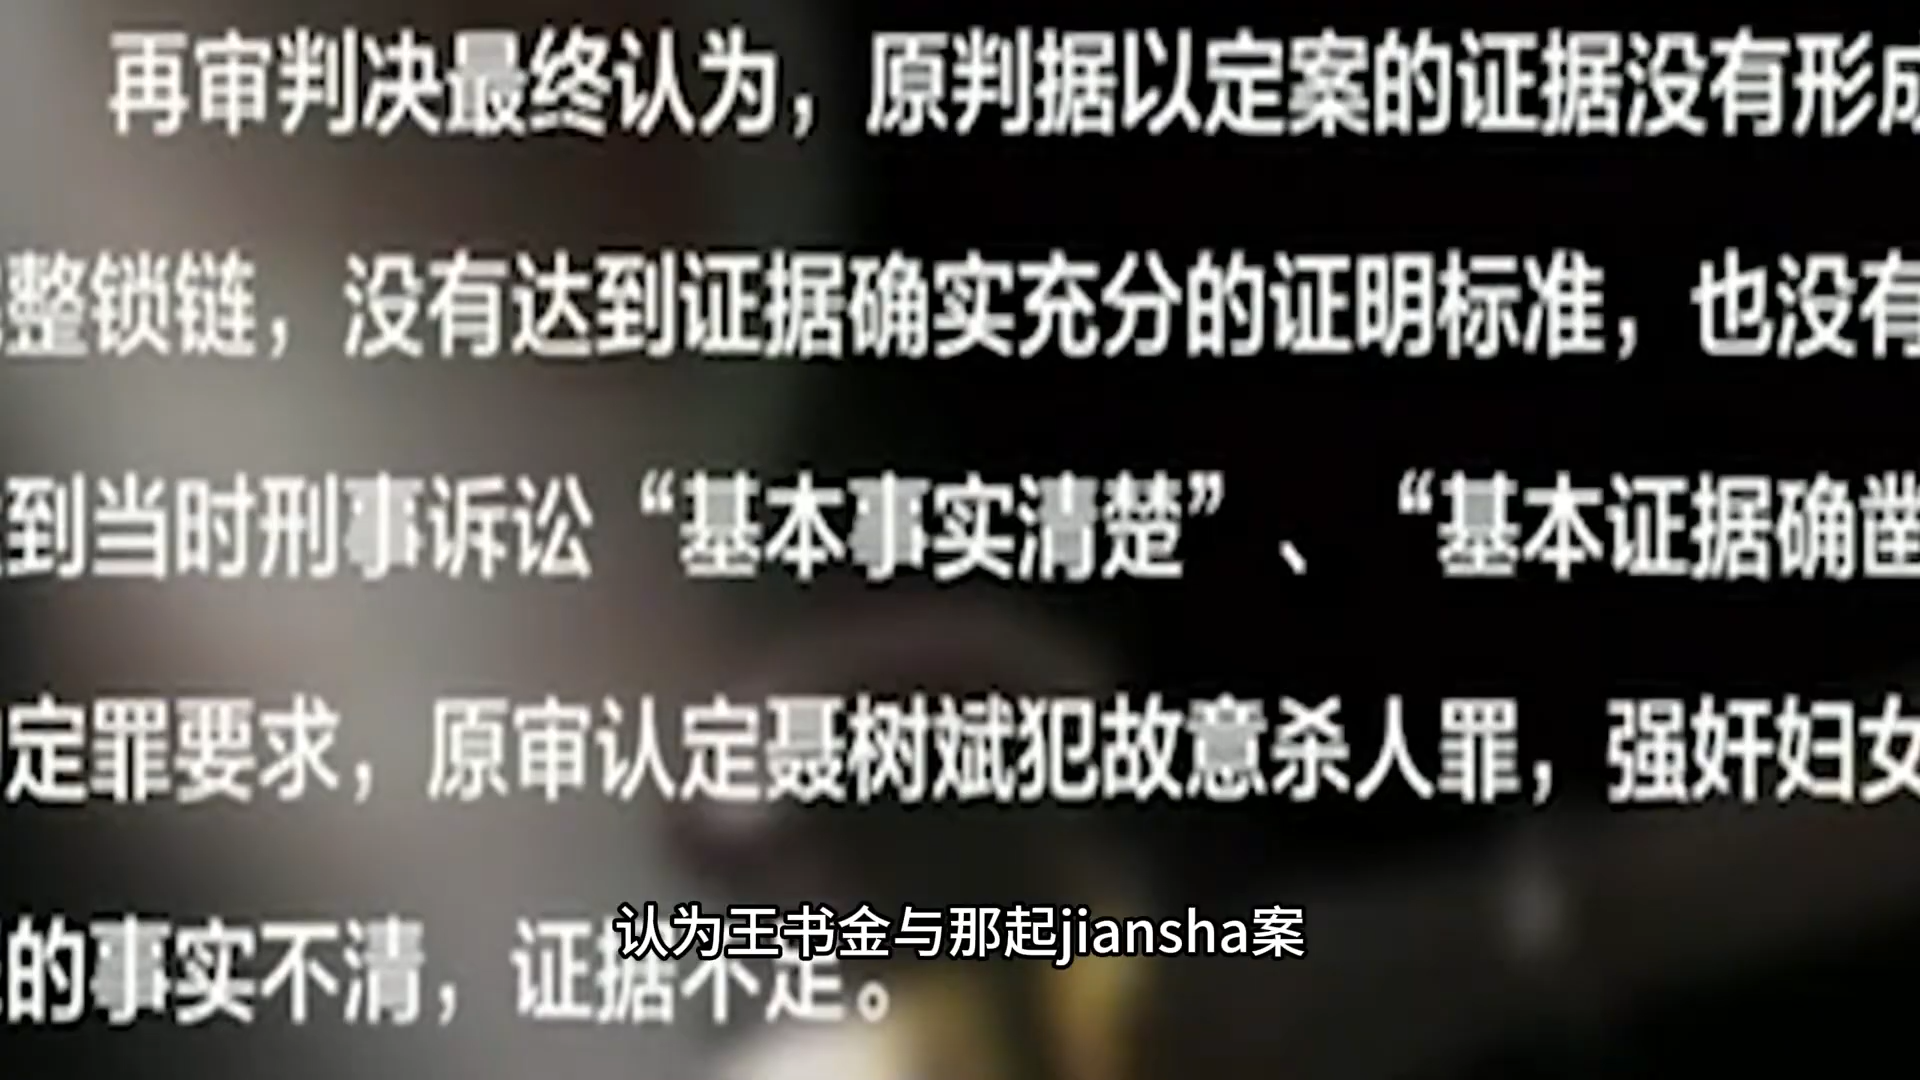 再审判决最终认为，原判据以定案的证据没有形成
整锁链，没有达到证据确实充分的证明标准，也没有
到当时刑事诉讼“基本事实清楚”、“基本证据确凿
定罪要求，原审认定聂树斌犯故意杀人罪，强奸妇女
的事实不清，证据不足。
认为王书金与那起jiansha案